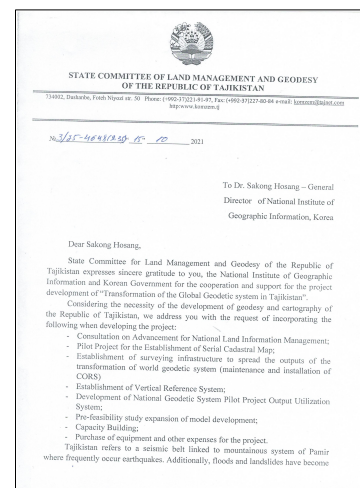 STATE COMMITTEE OF LAND MANAGEMENT AND GEODESY
OF THE REPUBLIC OF TAJIKISTAN
734002, Dushanbe, Foteh Niyozi str. 50 Phone: (+992-37)221-91-97, Fax:(+992-37)227-60-64 e-mail: komzem@tajnet.com
http:www.komzem.tj
№ 15- 10 2021
To Dr. Sakong Hosang – General
Director of National Institute of
Geographic Information, Korea
Dear Sakong Hosang,
State Committee for Land Management and Geodesy of the Republic of
Tajikistan expresses sincere gratitude to you, the National Institute of Geographic
Information and Korean Government for the cooperation and support for the project
development of “Transformation of the Global Geodetic system in Tajikistan”.
Considering the necessity of the development of geodesy and cartography of
the Republic of Tajikistan, we address you with the request of incorporating the
following when developing the project:
- Consultation on Advancement for National Land Information Management;
- Pilot Project for the Establishment of Serial Cadastral Map;
- Establishment of surveying infrastructure to spread the outputs of the
transformation of world geodetic system (maintenance and installation of
CORS)
- Establishment of Vertical Reference System;
- Development of National Geodetic System Pilot Project Output Utilization
System;
- Pre-feasibility study expansion of model development;
- Capacity Building;
- Purchase of equipment and other expenses for the project.
Tajikistan refers to a seismic belt linked to mountainous system of Pamir
where frequently occur earthquakes. Additionally, floods and landslides have become